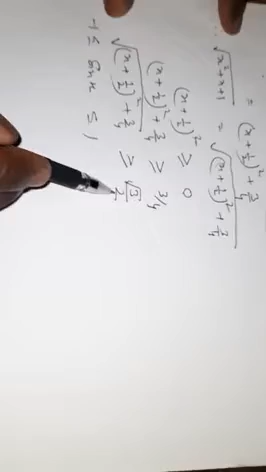 = (x + 1/2)² + 3/4
√(x² + x + 1) = √((x + 1/2)² + 3/4)
(x + 1/2)² ≥ 0
(x + 1/2)² + 3/4 ≥ 3/4
√((x + 1/2)² + 3/4) ≥ √3/2
-1 ≤ sin x ≤ 1